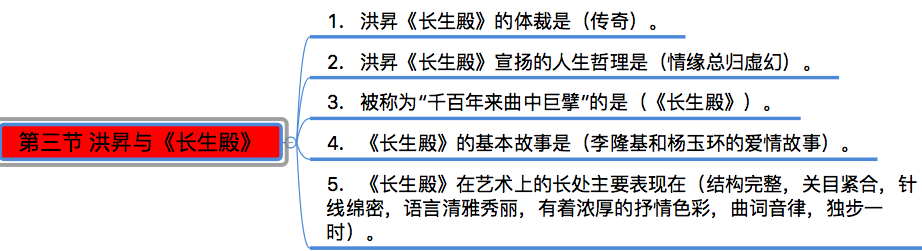 第三节 洪昇与《长生殿》
1. 洪昇《长生殿》的体裁是（传奇）。
2. 洪昇《长生殿》宣扬的人生哲理是（情缘总归虚幻）。
3. 被称为“千百年来曲中巨擘”的是（《长生殿》）。
4. 《长生殿》的基本故事是（李隆基和杨玉环的爱情故事）。
5. 《长生殿》在艺术上的长处主要表现在（结构完整，关目紧合，针
线绵密，语言清雅秀丽，有着浓厚的抒情色彩，曲词音律，独步一
时）。